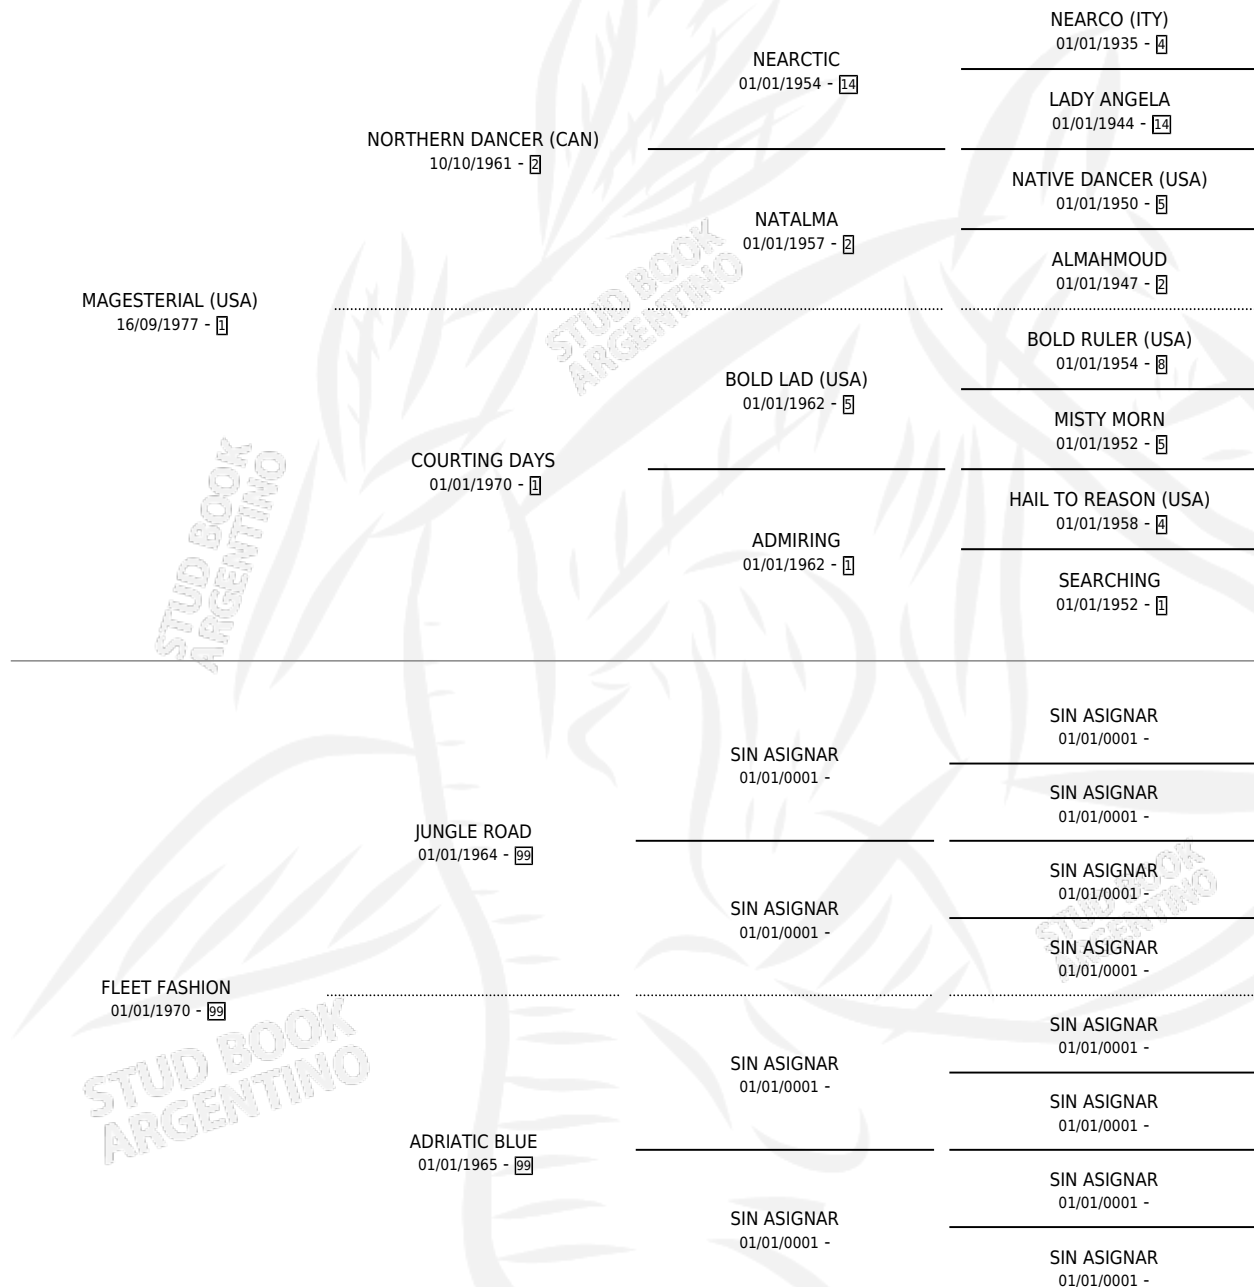 NEARCO (ITY)
01/01/1935 - 4
NEARCTIC
01/01/1954 - 14
LADY ANGELA
01/01/1944 - 14
NORTHERN DANCER (CAN)
10/10/1961 - 2
NATIVE DANCER (USA)
01/01/1950 - 5
NATALMA
01/01/1957 - 2
ALMAHMOUD
01/01/1947 - 2
MAGESTERIAL (USA)
16/09/1977 - 1
BOLD RULER (USA)
01/01/1954 - 8
BOLD LAD (USA)
01/01/1962 - 5
MISTY MORN
01/01/1952 - 5
COURTING DAYS
01/01/1970 - 1
HAIL TO REASON (USA)
01/01/1958 - 4
ADMIRING
01/01/1962 - 1
SEARCHING
01/01/1952 - 1
SIN ASIGNAR
01/01/0001 -
SIN ASIGNAR
01/01/0001 -
SIN ASIGNAR
01/01/0001 -
JUNGLE ROAD
01/01/1964 - 99
SIN ASIGNAR
01/01/0001 -
SIN ASIGNAR
01/01/0001 -
SIN ASIGNAR
01/01/0001 -
FLEET FASHION
01/01/1970 - 99
SIN ASIGNAR
01/01/0001 -
SIN ASIGNAR
01/01/0001 -
SIN ASIGNAR
01/01/0001 -
ADRIATIC BLUE
01/01/1965 - 99
SIN ASIGNAR
01/01/0001 -
SIN ASIGNAR
01/01/0001 -
SIN ASIGNAR
01/01/0001 -
STUD BOOK
ARGENTINO
STUD BOOK
ARGENTINO
STUD BOOK
ARGENTINO
STUD BOOK
ARGENTINO